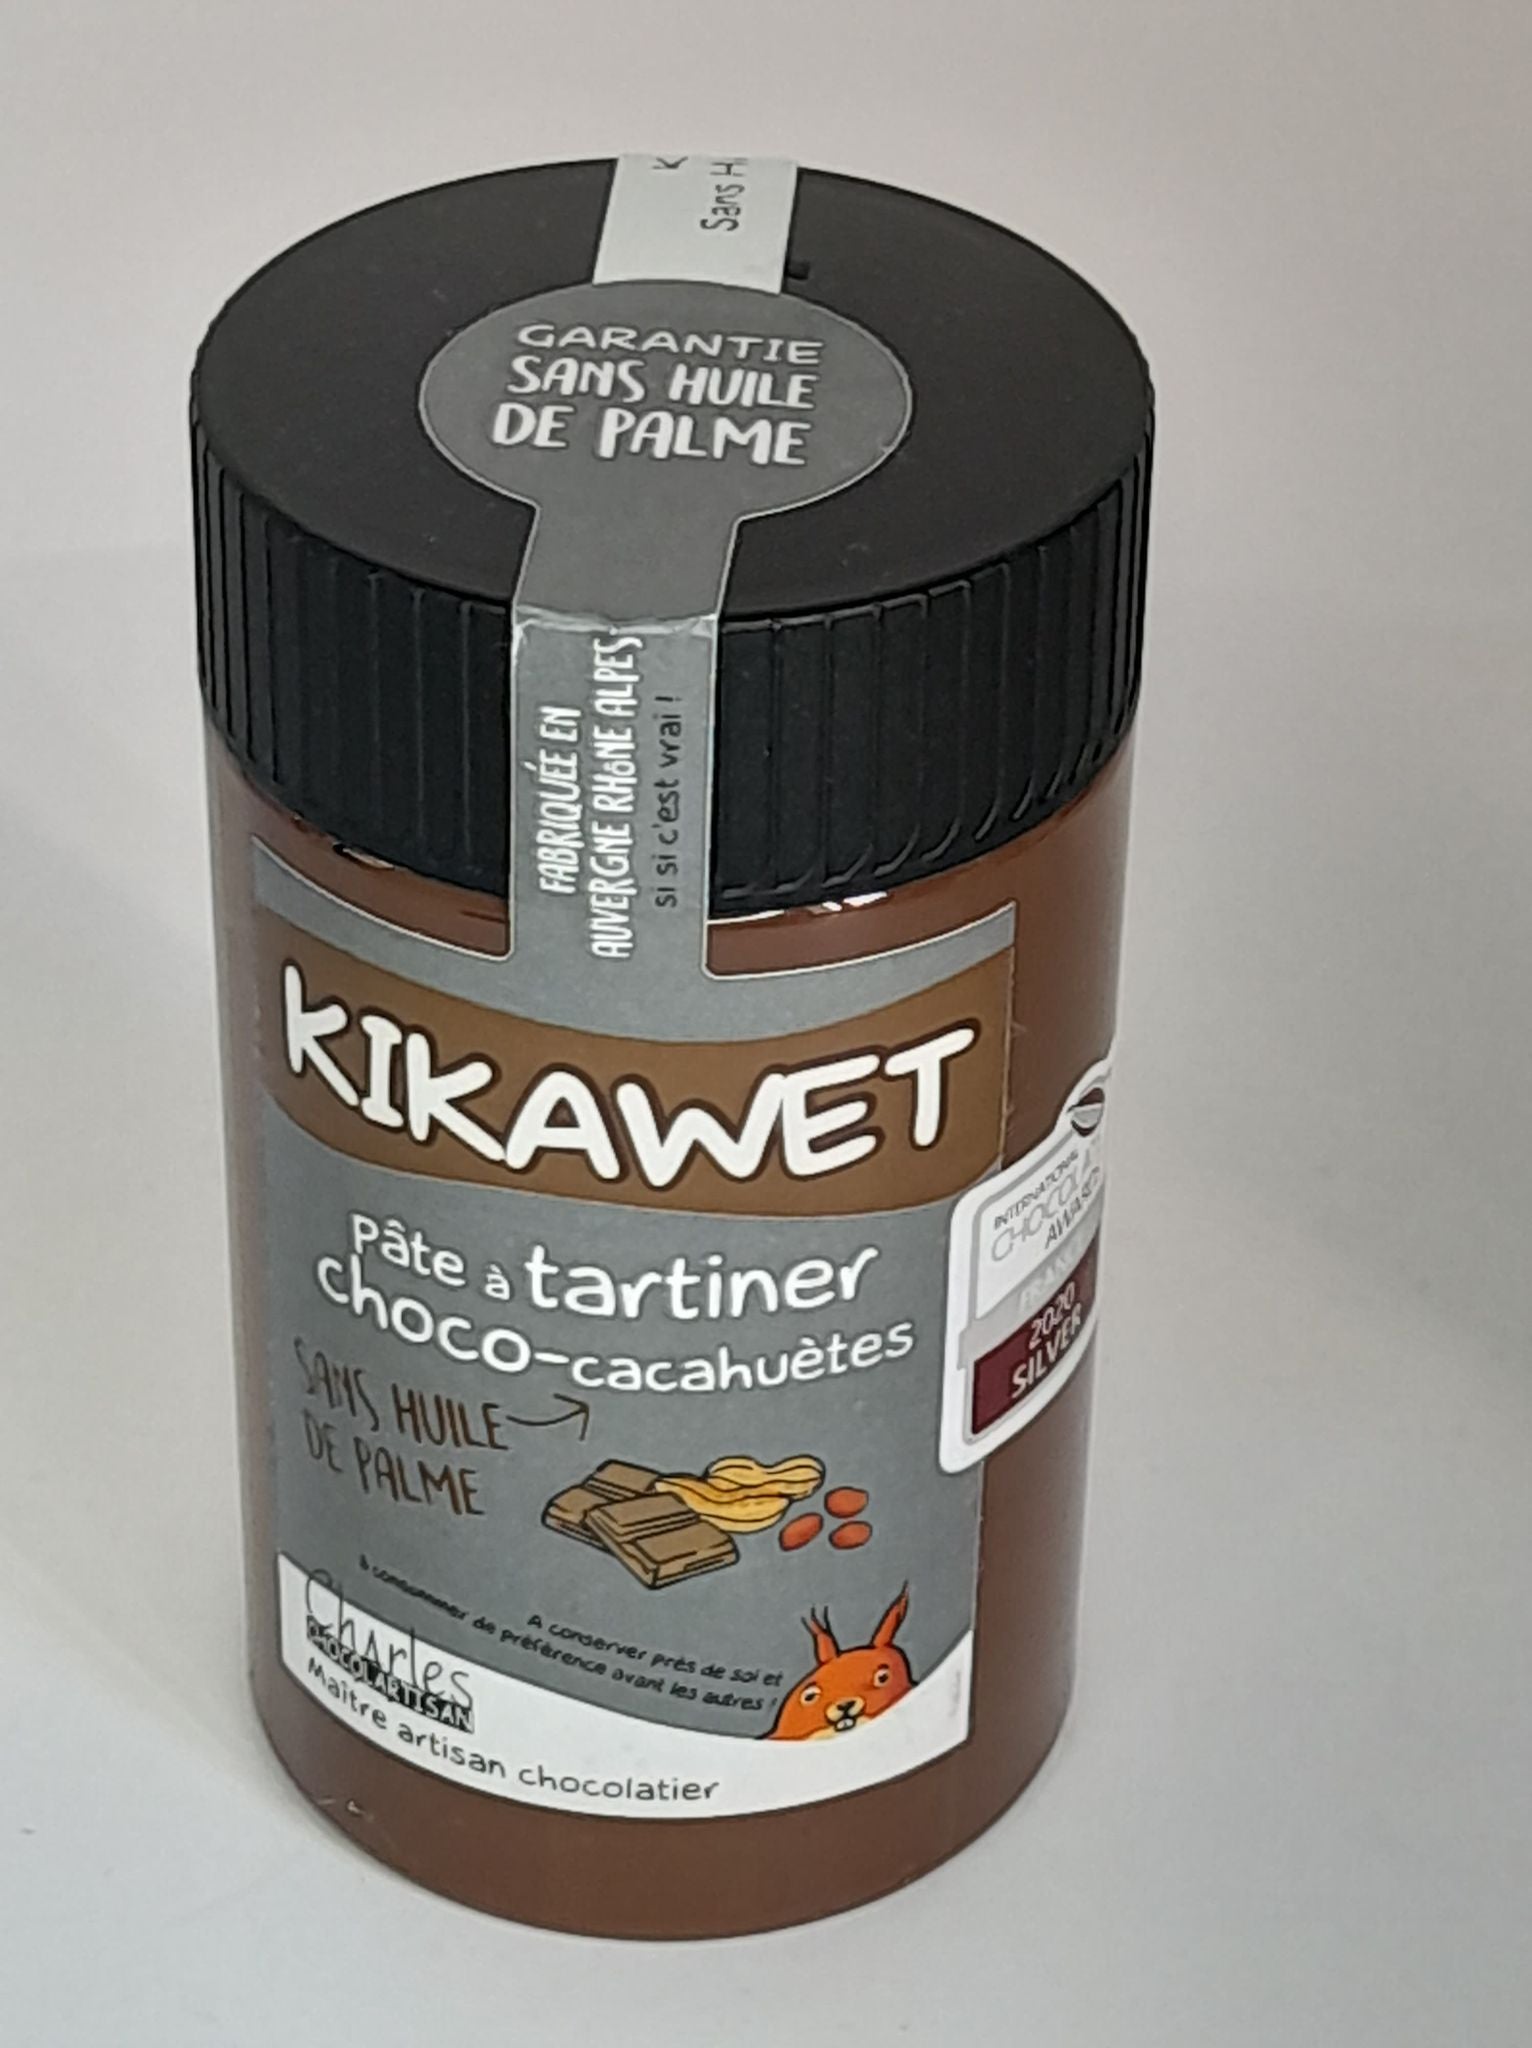 K
Sans H
GARANTIE
SANS HUILE
DE PALME
FABRIQUÉE EN
AUVERGNE RHôNE ALPES
si si c'est vrai !
KIKAWET
pâte à tartiner
choco-cacahuètes
SANS HUILE
DE PALME
INTERNATIONAL
CHOCOLATE
AWARDS
FRANCE
2020
SILVER
A conserver près de soi et
à consommer de préférence avant les autres !
Charles
CHOCOLARTISAN
Maître artisan chocolatier